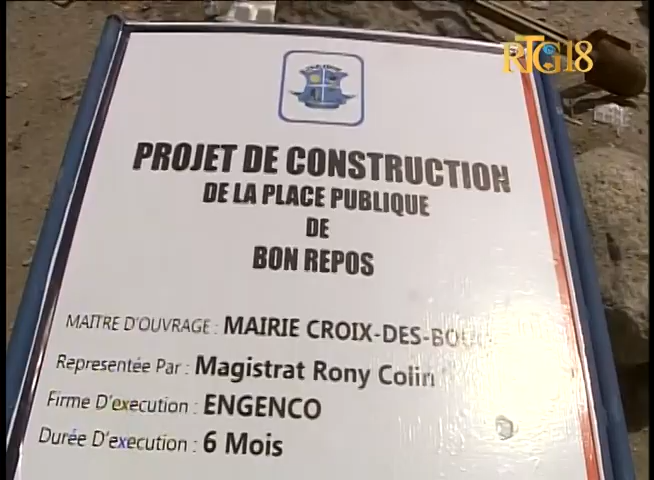 RTG18
PROJET DE CONSTRUCTION
DE LA PLACE PUBLIQUE
DE
BON REPOS
MAITRE D'OUVRAGE : MAIRIE CROIX-DES-BOU
Representée Par : Magistrat Rony Colin
Firme D'execution : ENGENCO
Durée D'execution : 6 Mois